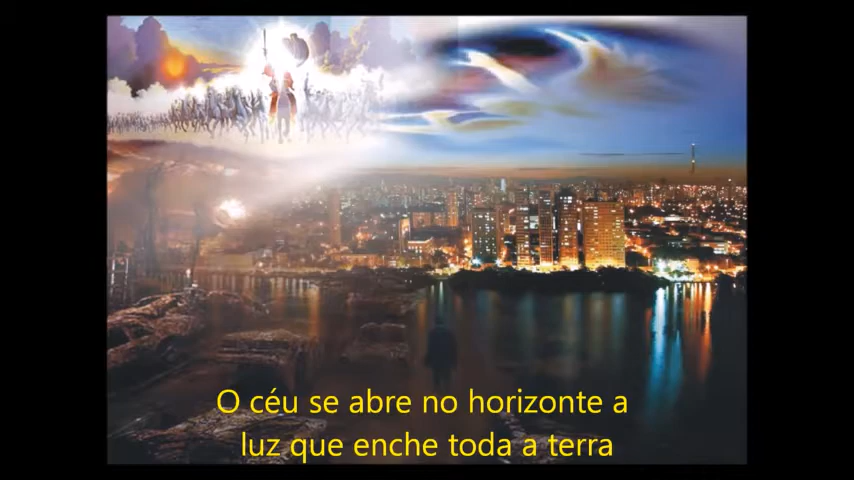 O céu se abre no horizonte a
luz que enche toda a terra